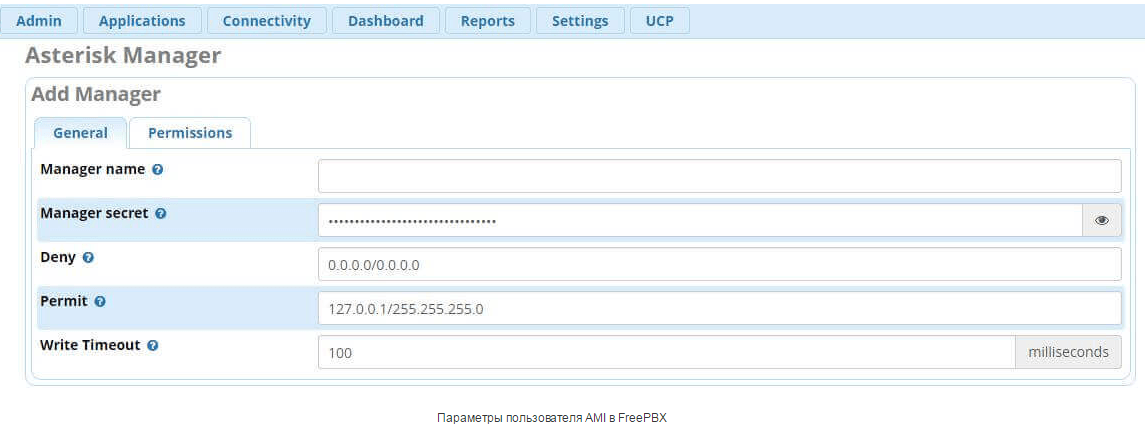 Admin Applications Connectivity Dashboard Reports Settings UCP
Asterisk Manager
Add Manager
General Permissions
Manager name
Manager secret ••••••••••••••••••••••••••••••••
Deny 0.0.0.0/0.0.0.0
Permit 127.0.0.1/255.255.255.0
Write Timeout 100 milliseconds
Параметры пользователя AMI в FreePBX